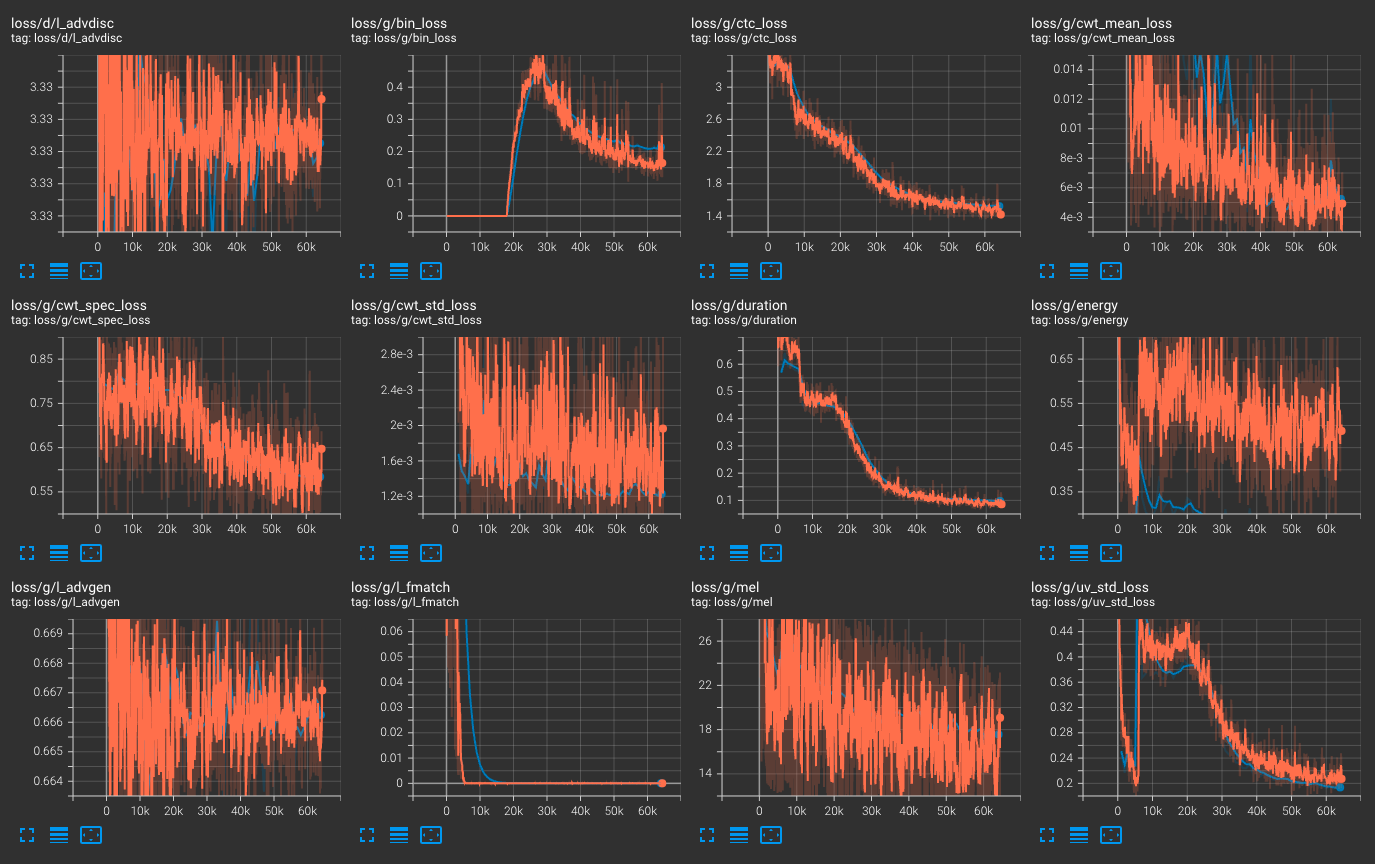 loss/d/l_advdisc
tag: loss/d/l_advdisc
3.33
3.33
3.33
3.33
3.33
0 10k 20k 30k 40k 50k 60k
loss/g/bin_loss
tag: loss/g/bin_loss
0.4
0.3
0.2
0.1
0
0 10k 20k 30k 40k 50k 60k
loss/g/ctc_loss
tag: loss/g/ctc_loss
3
2.6
2.2
1.8
1.4
0 10k 20k 30k 40k 50k 60k
loss/g/cwt_mean_loss
tag: loss/g/cwt_mean_loss
0.014
0.012
0.01
8e-3
6e-3
4e-3
0 10k 20k 30k 40k 50k 60k
loss/g/cwt_spec_loss
tag: loss/g/cwt_spec_loss
0.85
0.75
0.65
0.55
0 10k 20k 30k 40k 50k 60k
loss/g/cwt_std_loss
tag: loss/g/cwt_std_loss
2.8e-3
2.4e-3
2e-3
1.6e-3
1.2e-3
0 10k 20k 30k 40k 50k 60k
loss/g/duration
tag: loss/g/duration
0.6
0.5
0.4
0.3
0.2
0.1
0 10k 20k 30k 40k 50k 60k
loss/g/energy
tag: loss/g/energy
0.65
0.55
0.45
0.35
0 10k 20k 30k 40k 50k 60k
loss/g/l_advgen
tag: loss/g/l_advgen
0.669
0.668
0.667
0.666
0.665
0.664
0 10k 20k 30k 40k 50k 60k
loss/g/l_fmatch
tag: loss/g/l_fmatch
0.06
0.05
0.04
0.03
0.02
0.01
0
0 10k 20k 30k 40k 50k 60k
loss/g/mel
tag: loss/g/mel
26
22
18
14
0 10k 20k 30k 40k 50k 60k
loss/g/uv_std_loss
tag: loss/g/uv_std_loss
0.44
0.4
0.36
0.32
0.28
0.24
0.2
0 10k 20k 30k 40k 50k 60k